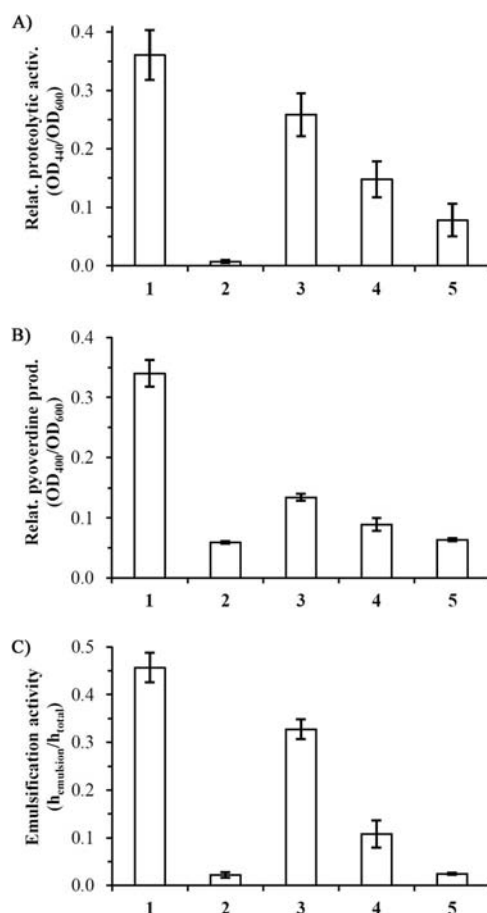 A)
Relat. proteolytic activ.
(OD₄₄₀/OD₆₀₀)
0.4
0.3
0.2
0.1
0.0
1 2 3 4 5
B)
Relat. pyoverdine prod.
(OD₄₀₀/OD₆₀₀)
0.4
0.3
0.2
0.1
0.0
1 2 3 4 5
C)
Emulsification activity
(h_emulsion/h_total)
0.5
0.4
0.3
0.2
0.1
0.0
1 2 3 4 5